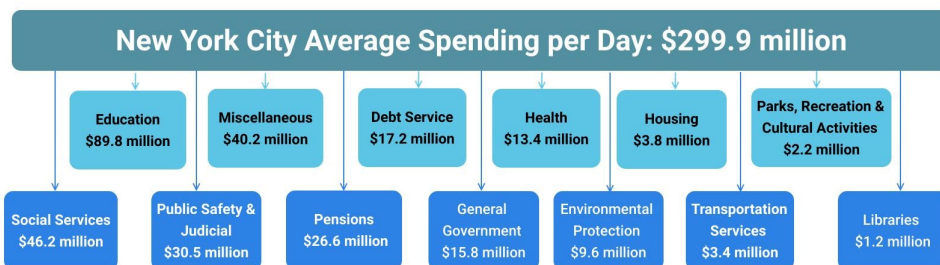 New York City Average Spending per Day: $299.9 million
Education
$89.8 million
Miscellaneous
$40.2 million
Debt Service
$17.2 million
Health
$13.4 million
Housing
$3.8 million
Parks, Recreation &
Cultural Activities
$2.2 million
Social Services
$46.2 million
Public Safety &
Judicial
$30.5 million
Pensions
$26.6 million
General
Government
$15.8 million
Environmental
Protection
$9.6 million
Transportation
Services
$3.4 million
Libraries
$1.2 million